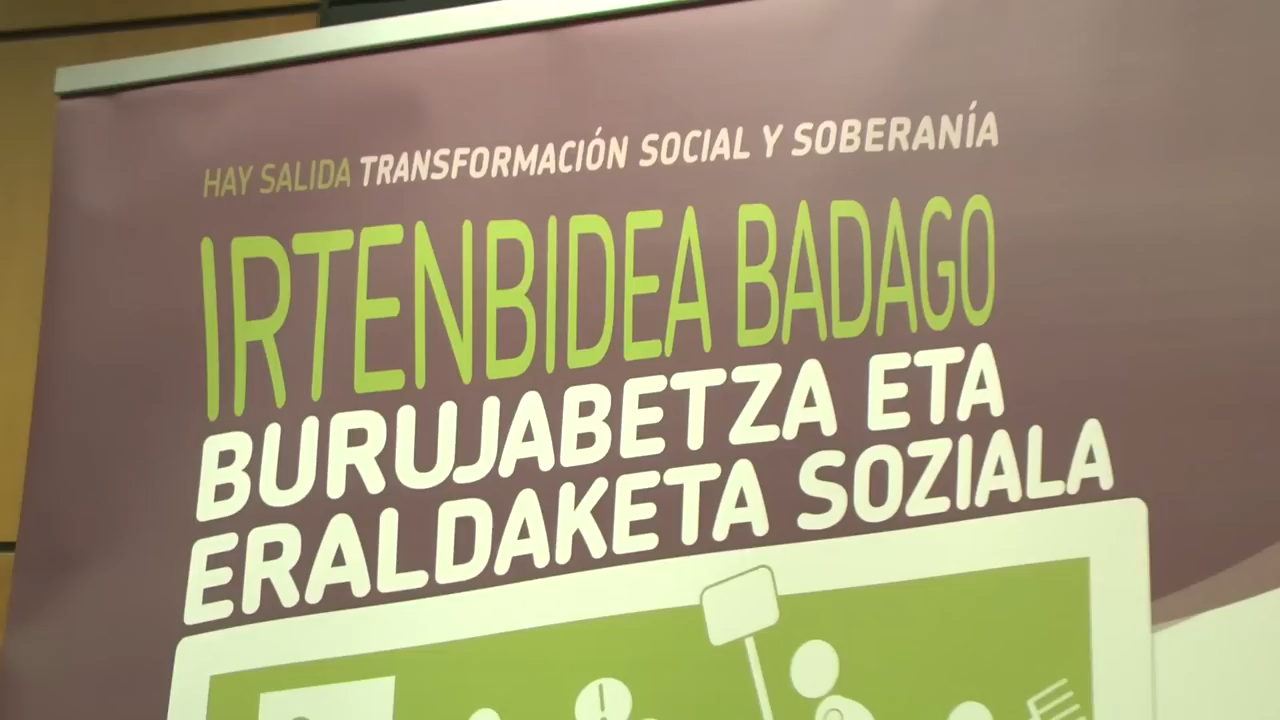 HAY SALIDA TRANSFORMACIÓN SOCIAL Y SOBERANÍA
IRTENBIDEA BADAGO
BURUJABETZA ETA
ERALDAKETA SOZIALA